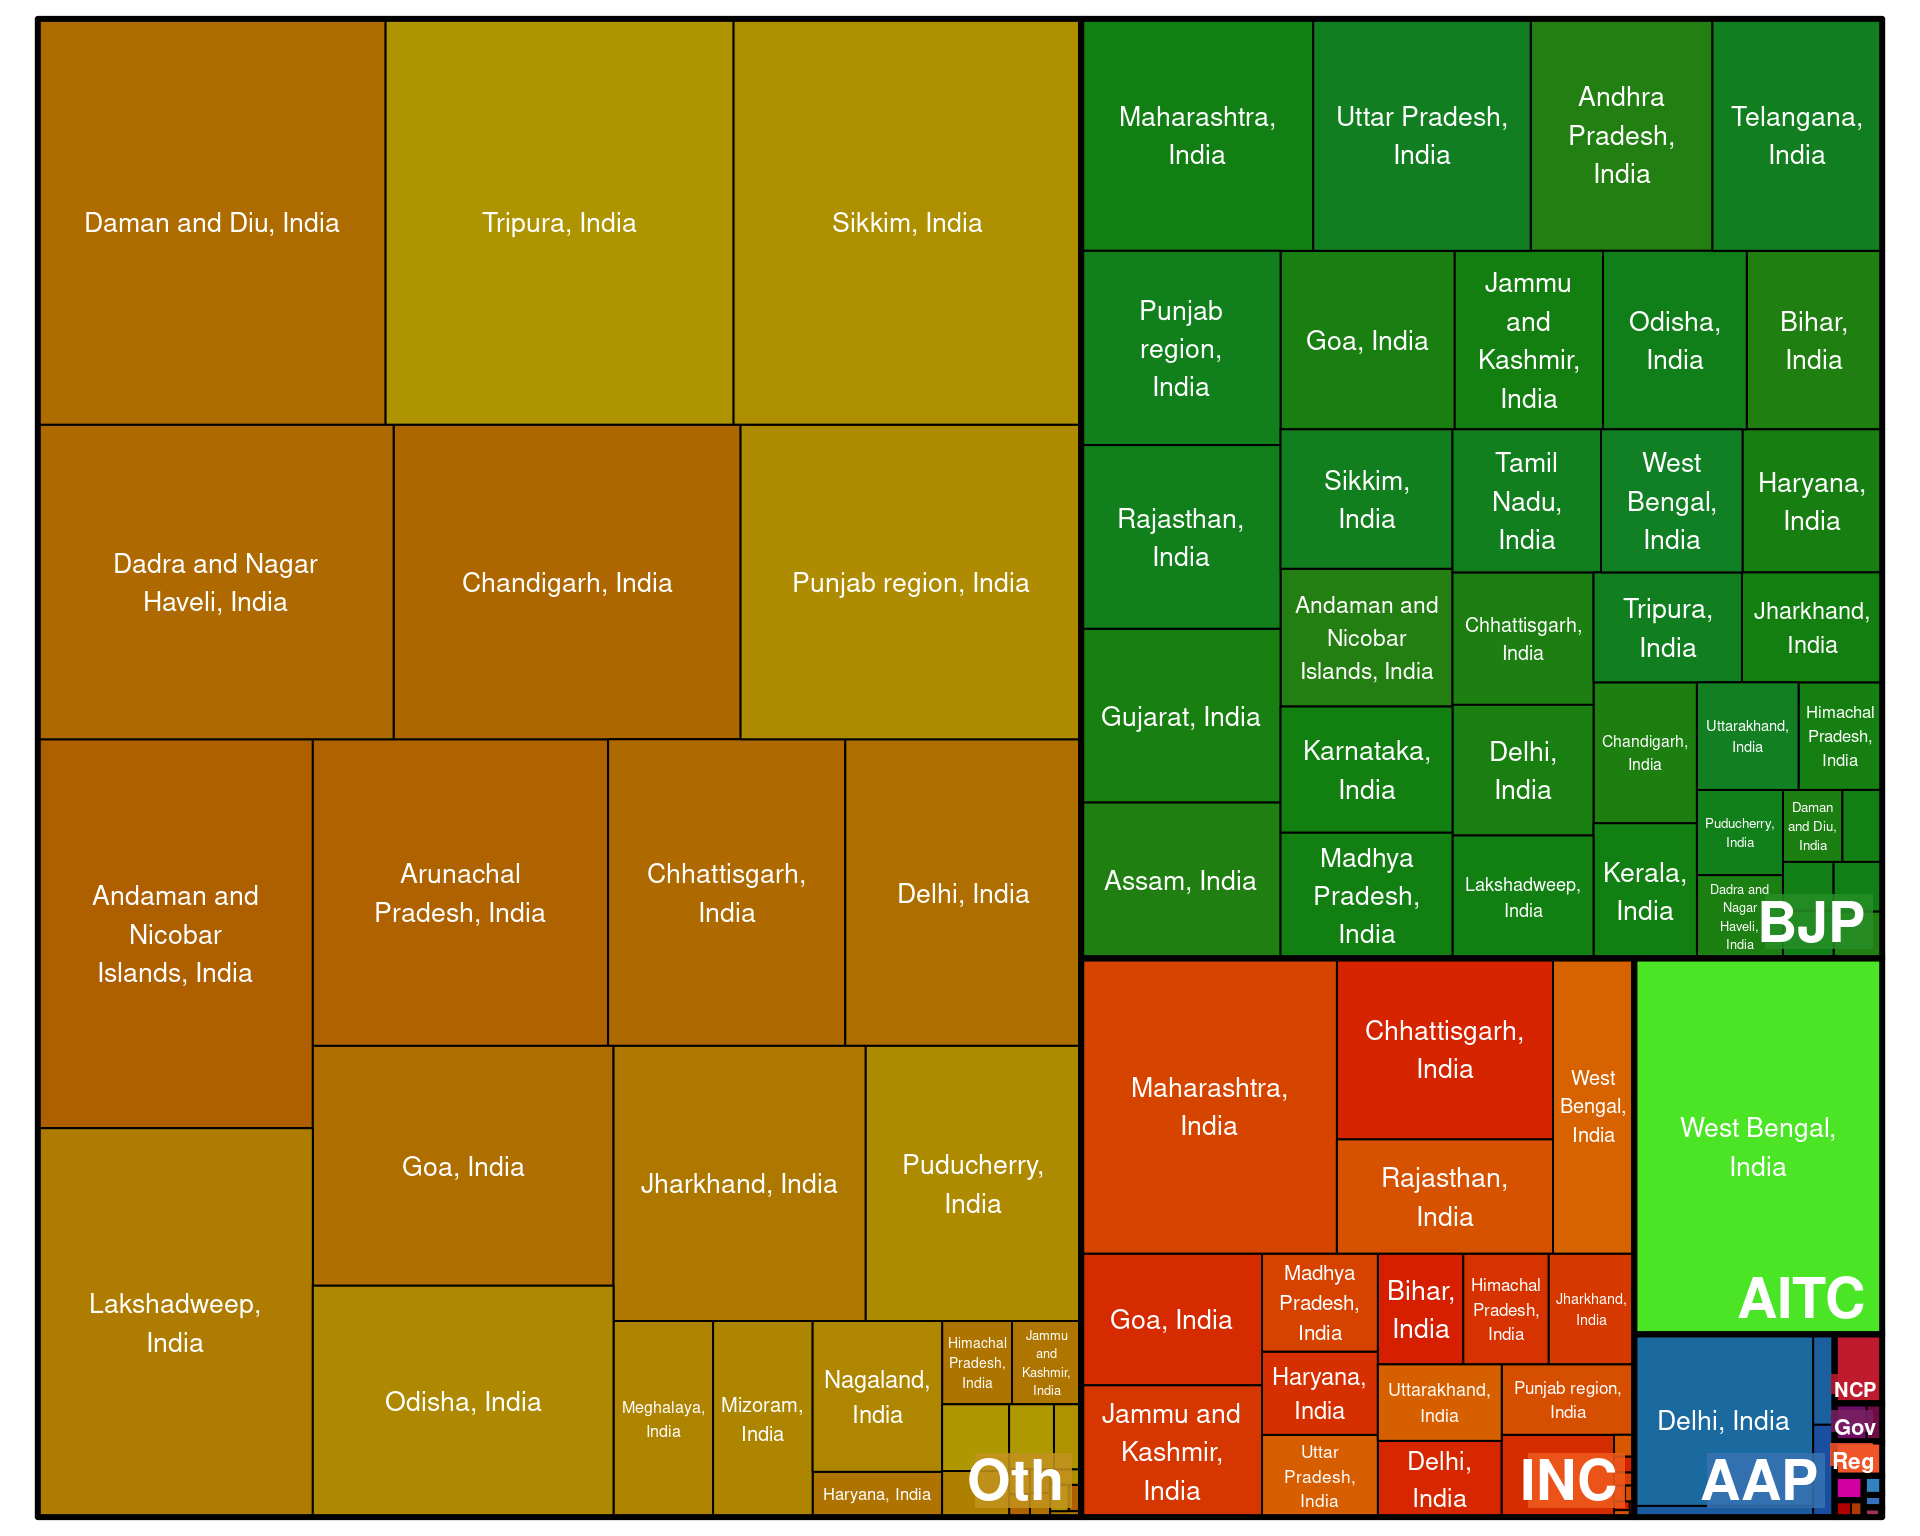 Daman and Diu, India
Tripura, India
Sikkim, India
Dadra and Nagar
Haveli, India
Chandigarh, India
Punjab region, India
Andaman and
Nicobar
Islands, India
Arunachal
Pradesh, India
Chhattisgarh,
India
Delhi, India
Lakshadweep,
India
Goa, India
Jharkhand, India
Puducherry,
India
Odisha, India
Meghalaya,
India
Mizoram,
India
Nagaland,
India
Haryana, India
Himachal
Pradesh,
India
Jammu
and
Kashmir,
India
Oth
Maharashtra,
India
Uttar Pradesh,
India
Andhra
Pradesh,
India
Telangana,
India
Punjab
region,
India
Goa, India
Jammu
and
Kashmir,
India
Odisha,
India
Bihar,
India
Rajasthan,
India
Sikkim,
India
Tamil
Nadu,
India
West
Bengal,
India
Haryana,
India
Gujarat, India
Andaman and
Nicobar
Islands, India
Chhattisgarh,
India
Tripura,
India
Jharkhand,
India
Assam, India
Karnataka,
India
Delhi,
India
Chandigarh,
India
Uttarakhand,
India
Himachal
Pradesh,
India
Madhya
Pradesh,
India
Lakshadweep,
India
Kerala,
India
Puducherry,
India
Daman
and Diu,
India
Dadra and
Nagar
Haveli,
India
BJP
Maharashtra,
India
Chhattisgarh,
India
Rajasthan,
India
West
Bengal,
India
Goa, India
Jammu and
Kashmir,
India
Madhya
Pradesh,
India
Haryana,
India
Uttar
Pradesh,
India
Bihar,
India
Himachal
Pradesh,
India
Jharkhand,
India
Uttarakhand,
India
Punjab region,
India
Delhi,
India
INC
West Bengal,
India
AITC
Delhi, India
AAP
NCP
Gov
Reg